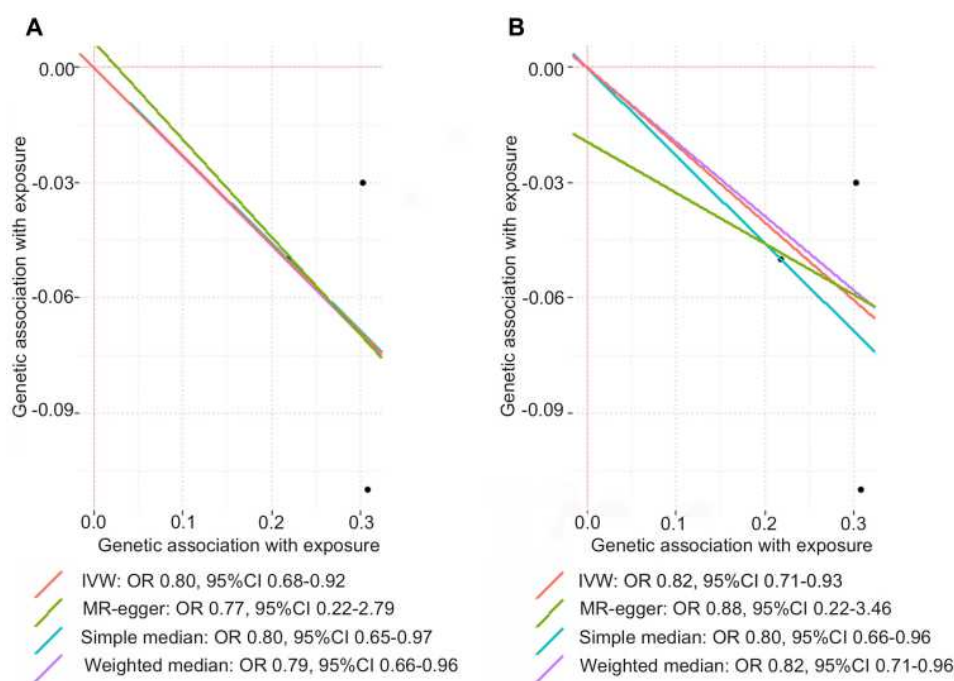 A
0.00
-0.03
-0.06
-0.09
Genetic association with exposure
0.0 0.1 0.2 0.3
Genetic association with exposure
IVW: OR 0.80, 95%CI 0.68-0.92
MR-egger: OR 0.77, 95%CI 0.22-2.79
Simple median: OR 0.80, 95%CI 0.65-0.97
Weighted median: OR 0.79, 95%CI 0.66-0.96
B
0.00
-0.03
-0.06
-0.09
Genetic association with exposure
0.0 0.1 0.2 0.3
Genetic association with exposure
IVW: OR 0.82, 95%CI 0.71-0.93
MR-egger: OR 0.88, 95%CI 0.22-3.46
Simple median: OR 0.80, 95%CI 0.66-0.96
Weighted median: OR 0.82, 95%CI 0.71-0.96